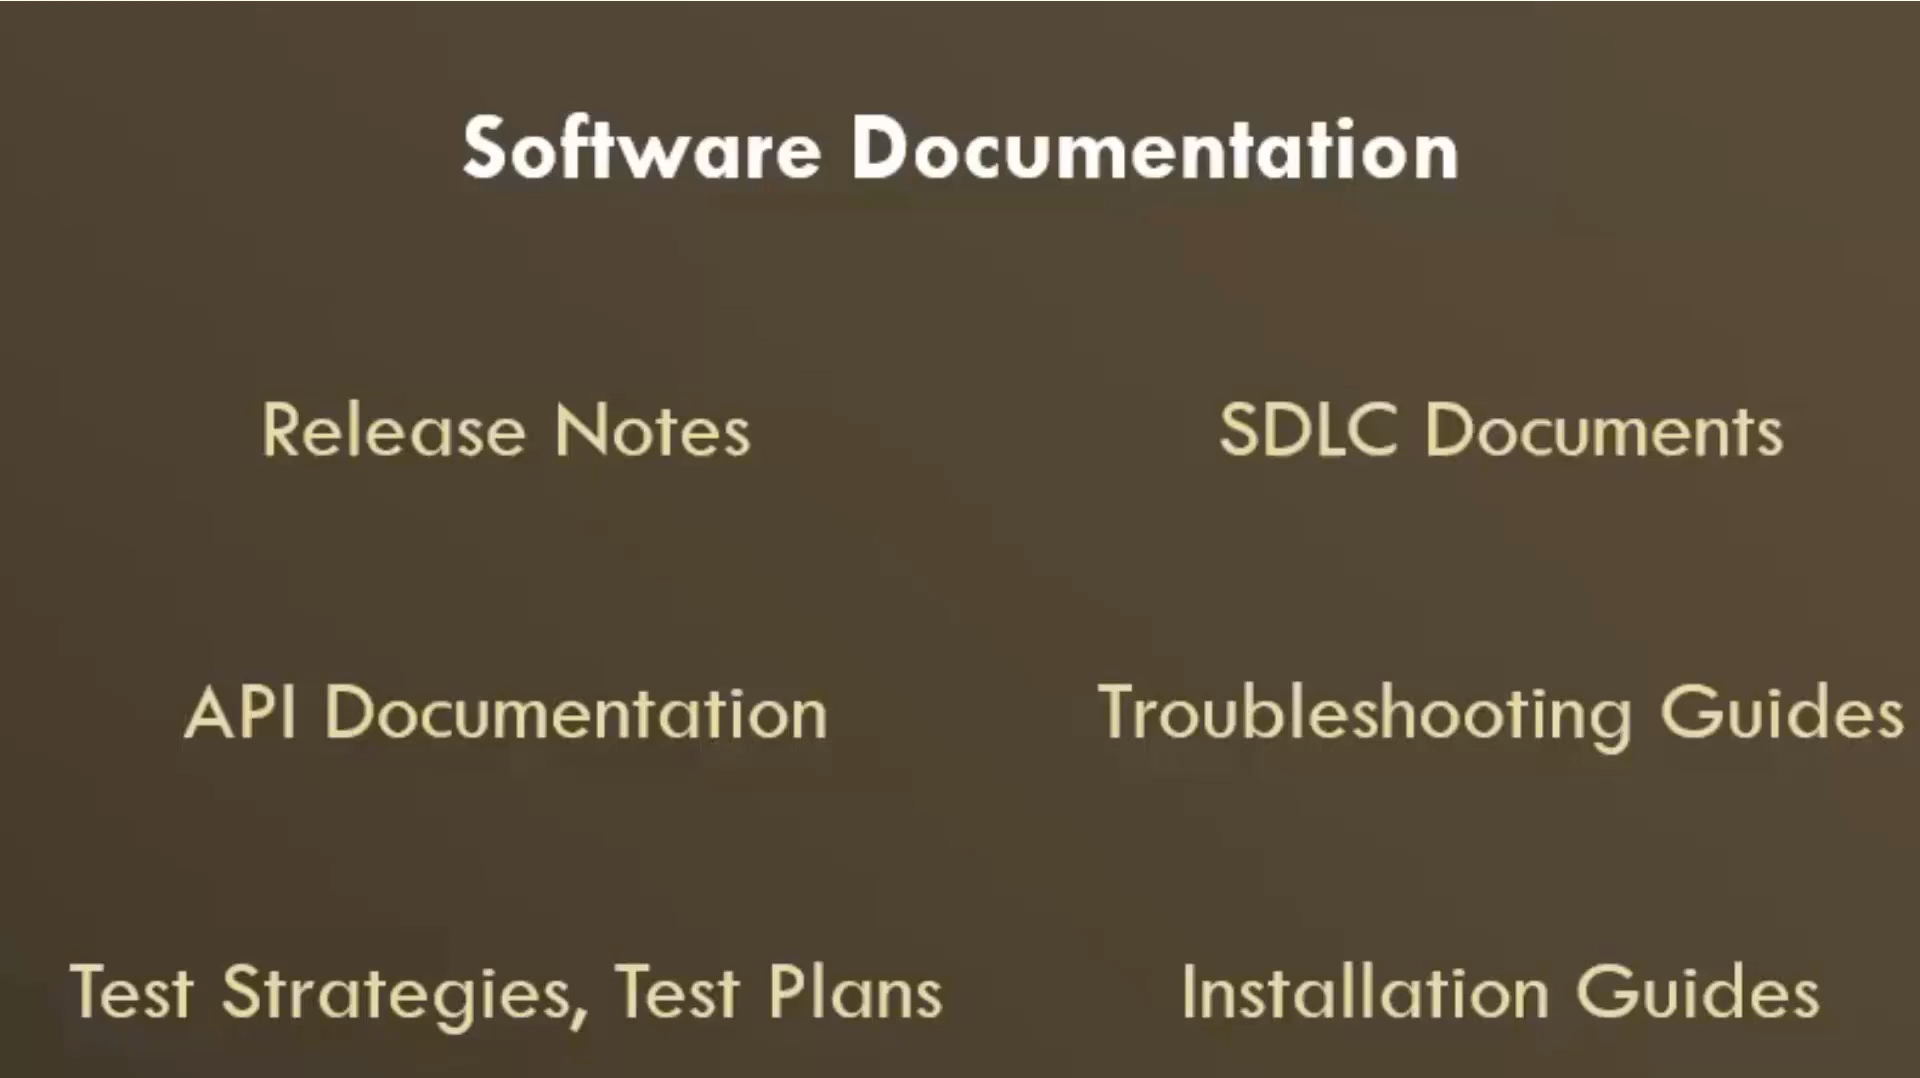 Software Documentation
Release Notes
SDLC Documents
API Documentation
Troubleshooting Guides
Test Strategies, Test Plans
Installation Guides